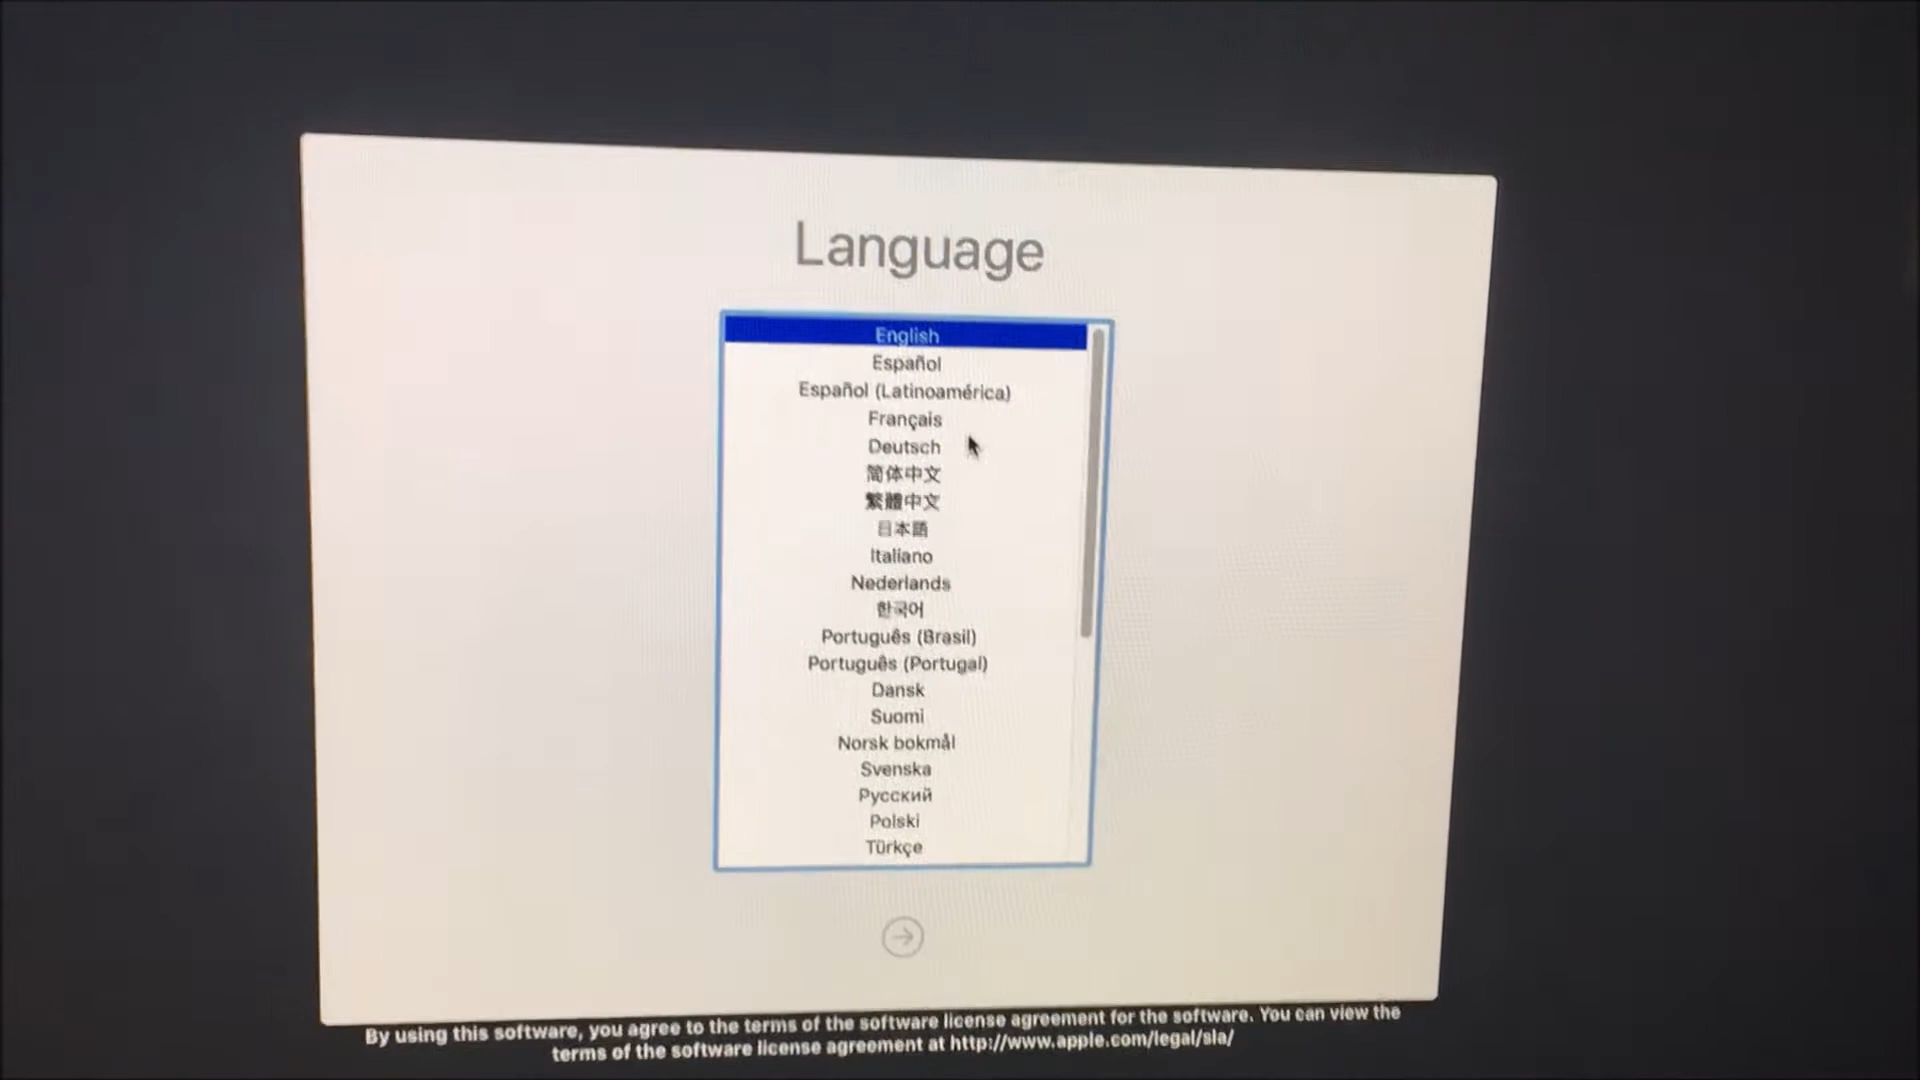 Language
English
Español
Español (Latinoamérica)
Français
Deutsch
简体中文
繁體中文
日本語
Italiano
Nederlands
한국어
Português (Brasil)
Português (Portugal)
Dansk
Suomi
Norsk bokmål
Svenska
Русский
Polski
Türkçe
By using this software, you agree to the terms of the software license agreement for the software. You can view the
terms of the software license agreement at http://www.apple.com/legal/sla/